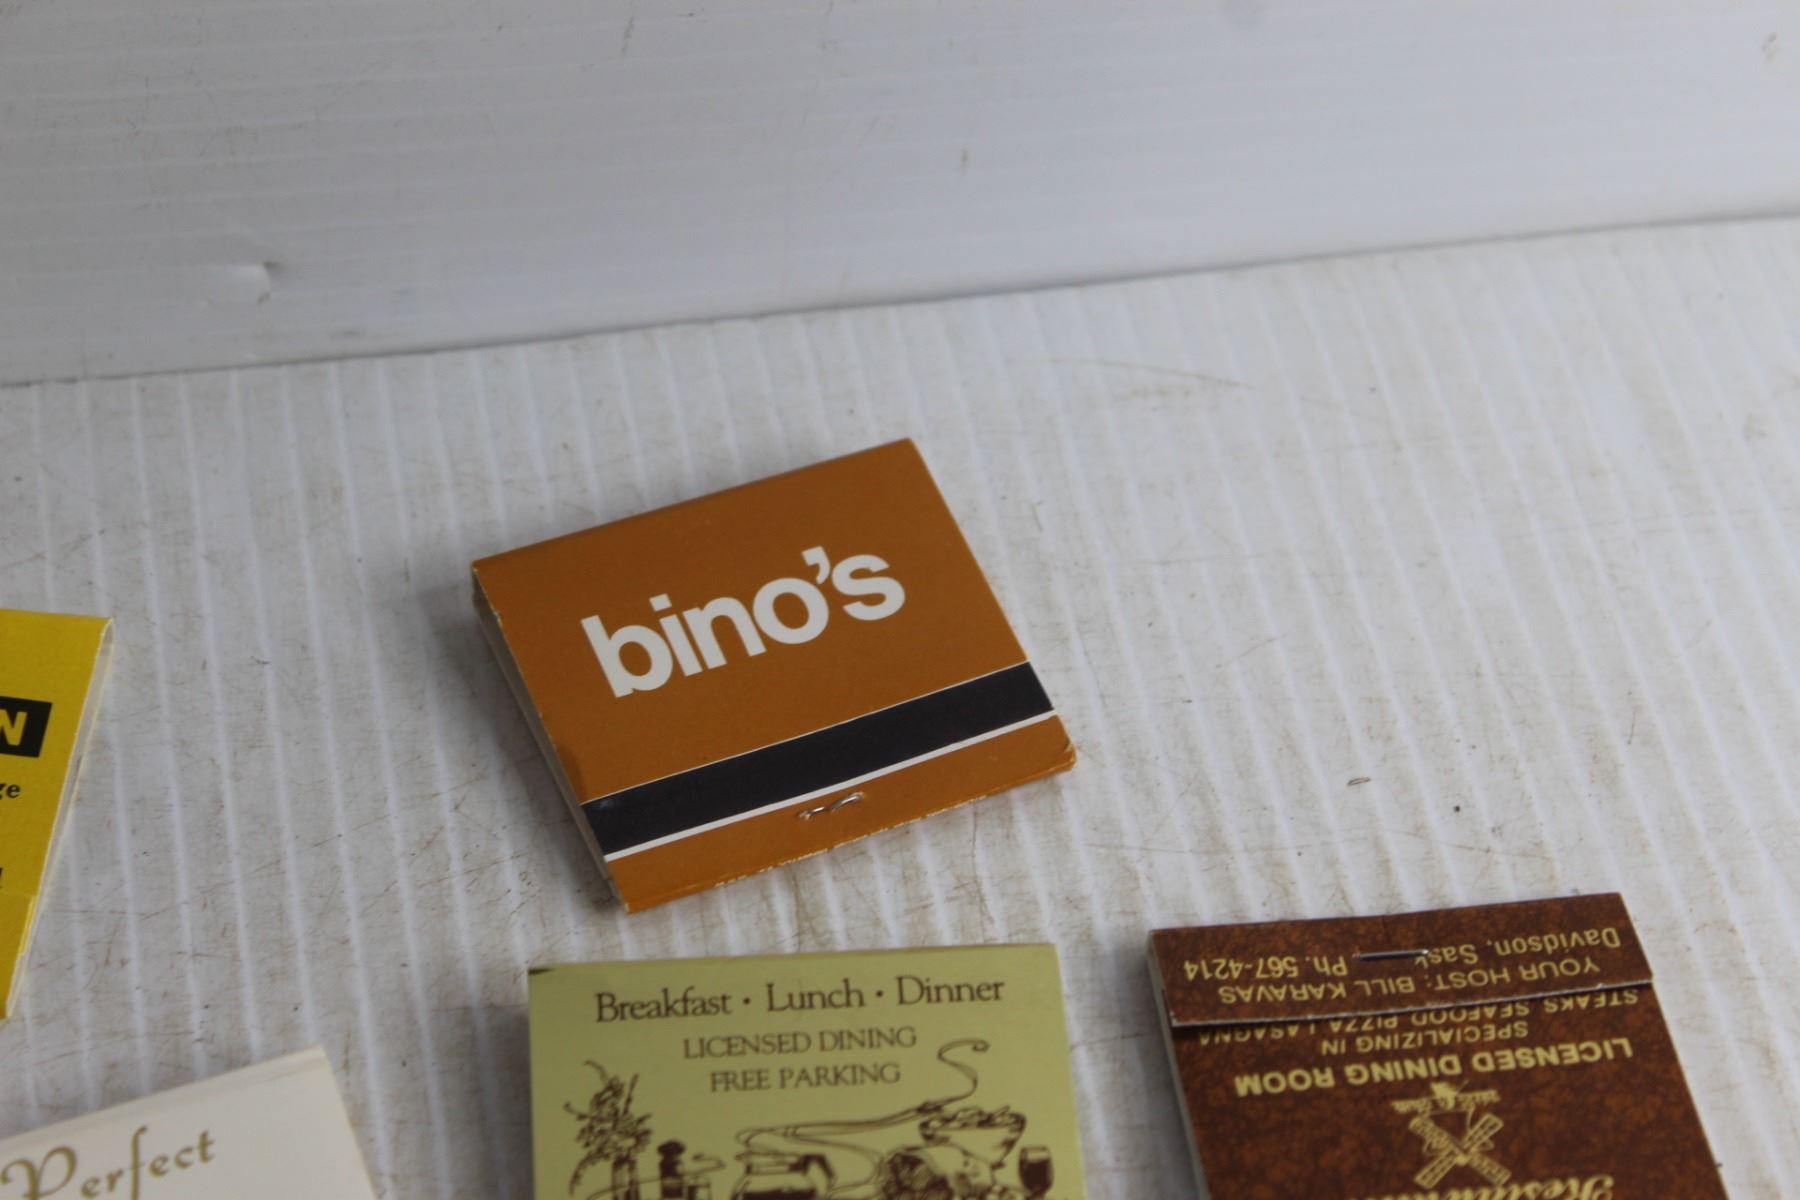 bino's
N
ge
Breakfast · Lunch · Dinner
LICENSED DINING
FREE PARKING
Perfect
Davidson, Sask Ph. 567-4214
YOUR HOST: BILL KARAVAS
STEAKS SEAFOOD PIZZA LASAGNA
SPECIALIZING IN
LICENSED DINING ROOM